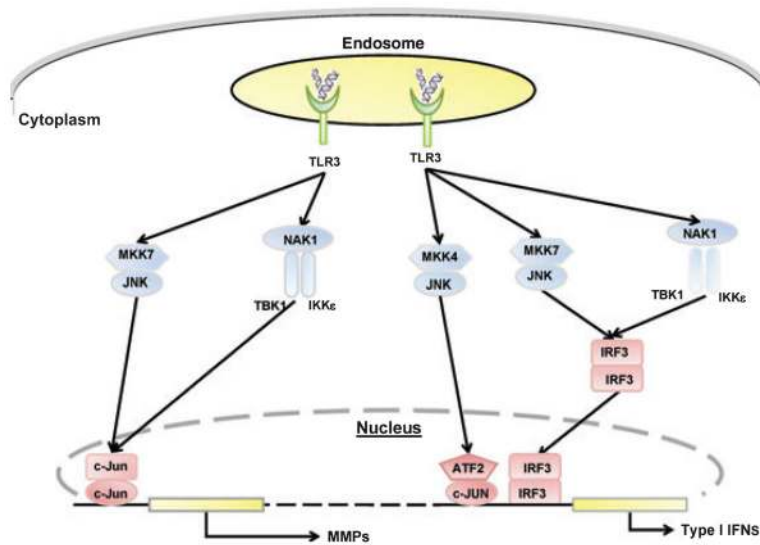 Endosome
Cytoplasm
TLR3
TLR3
MKK7
JNK
NAK1
TBK1
IKKε
MKK4
JNK
MKK7
JNK
NAK1
TBK1
IKKε
IRF3
IRF3
Nucleus
c-Jun
c-Jun
ATF2
c-JUN
IRF3
IRF3
MMPs
Type I IFNs